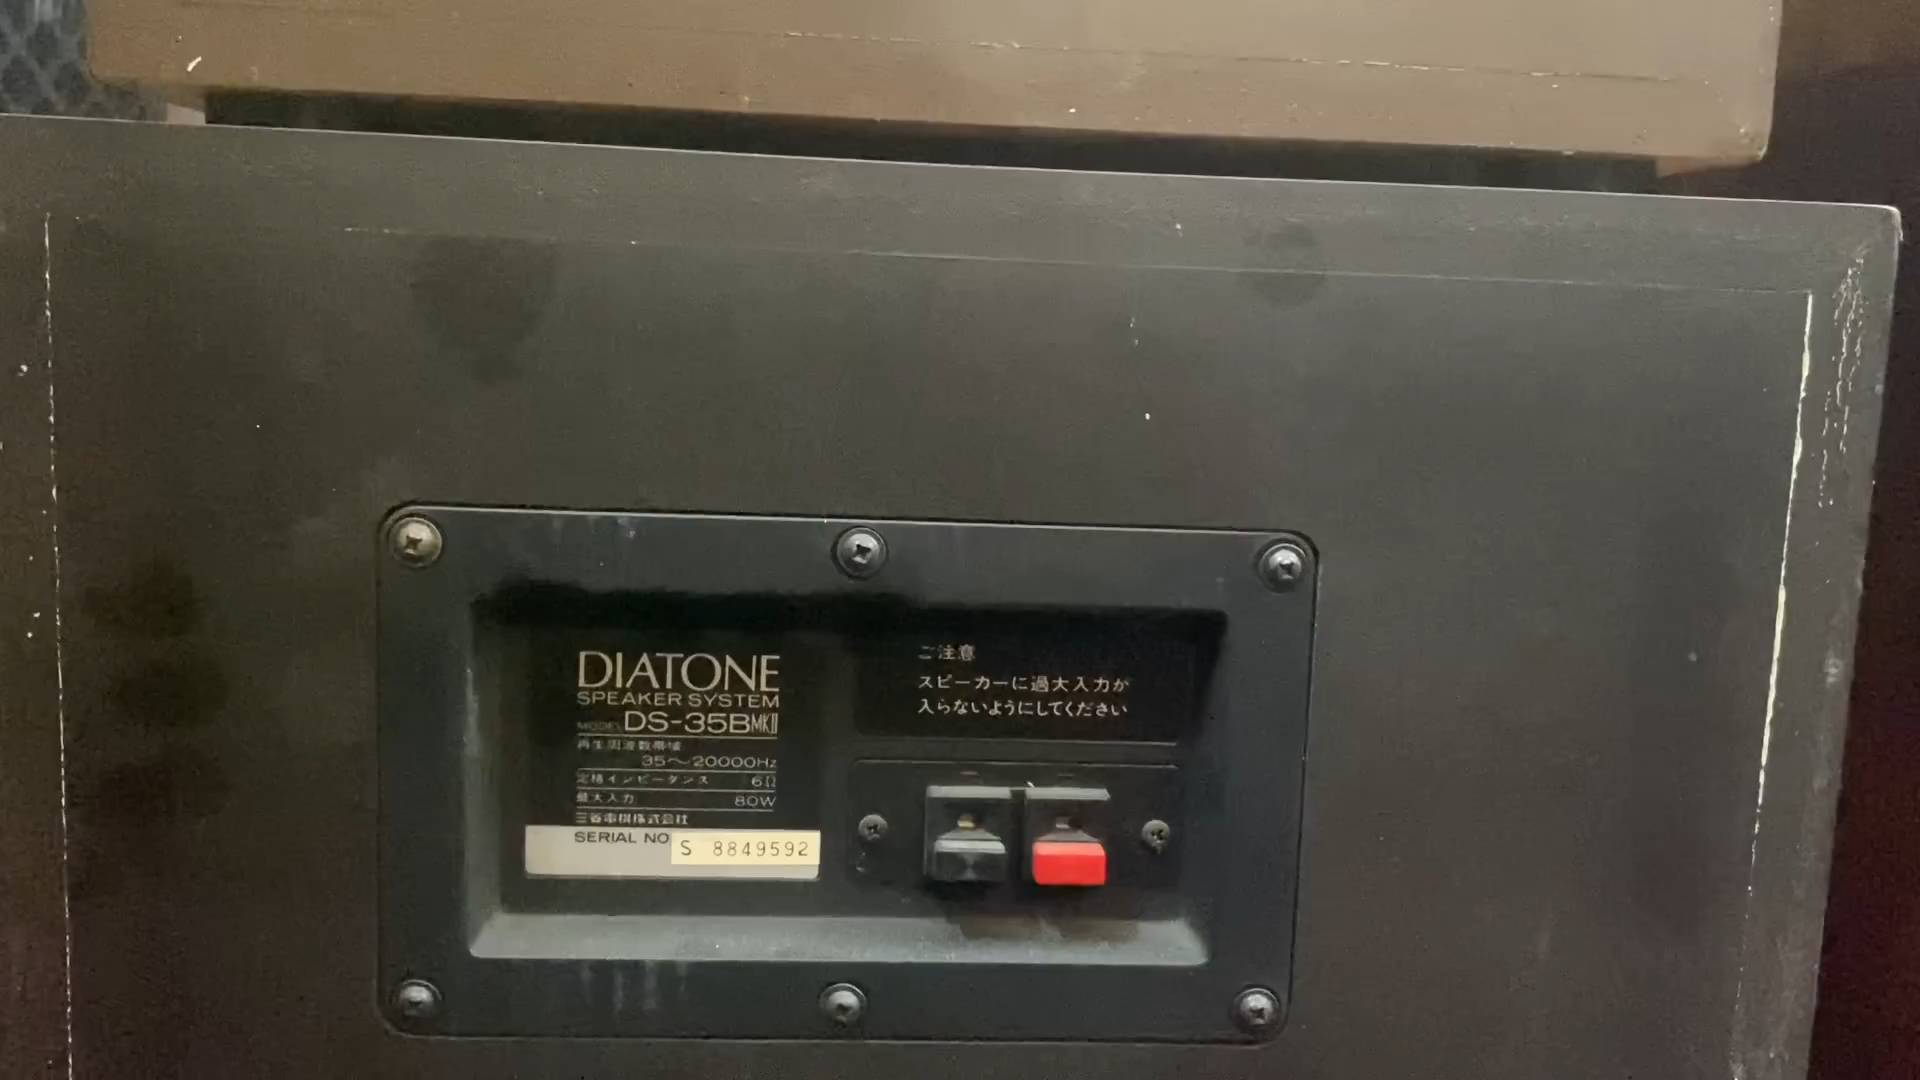 DIATONE
SPEAKER SYSTEM
MODEL DS-35BMKII
再生周波数帯域
35〜20000Hz
定格インピーダンス 6Ω
最大入力 80W
三菱電機株式会社
SERIAL NO S 8849592
ご注意
スピーカーに過大入力が
入らないようにしてください